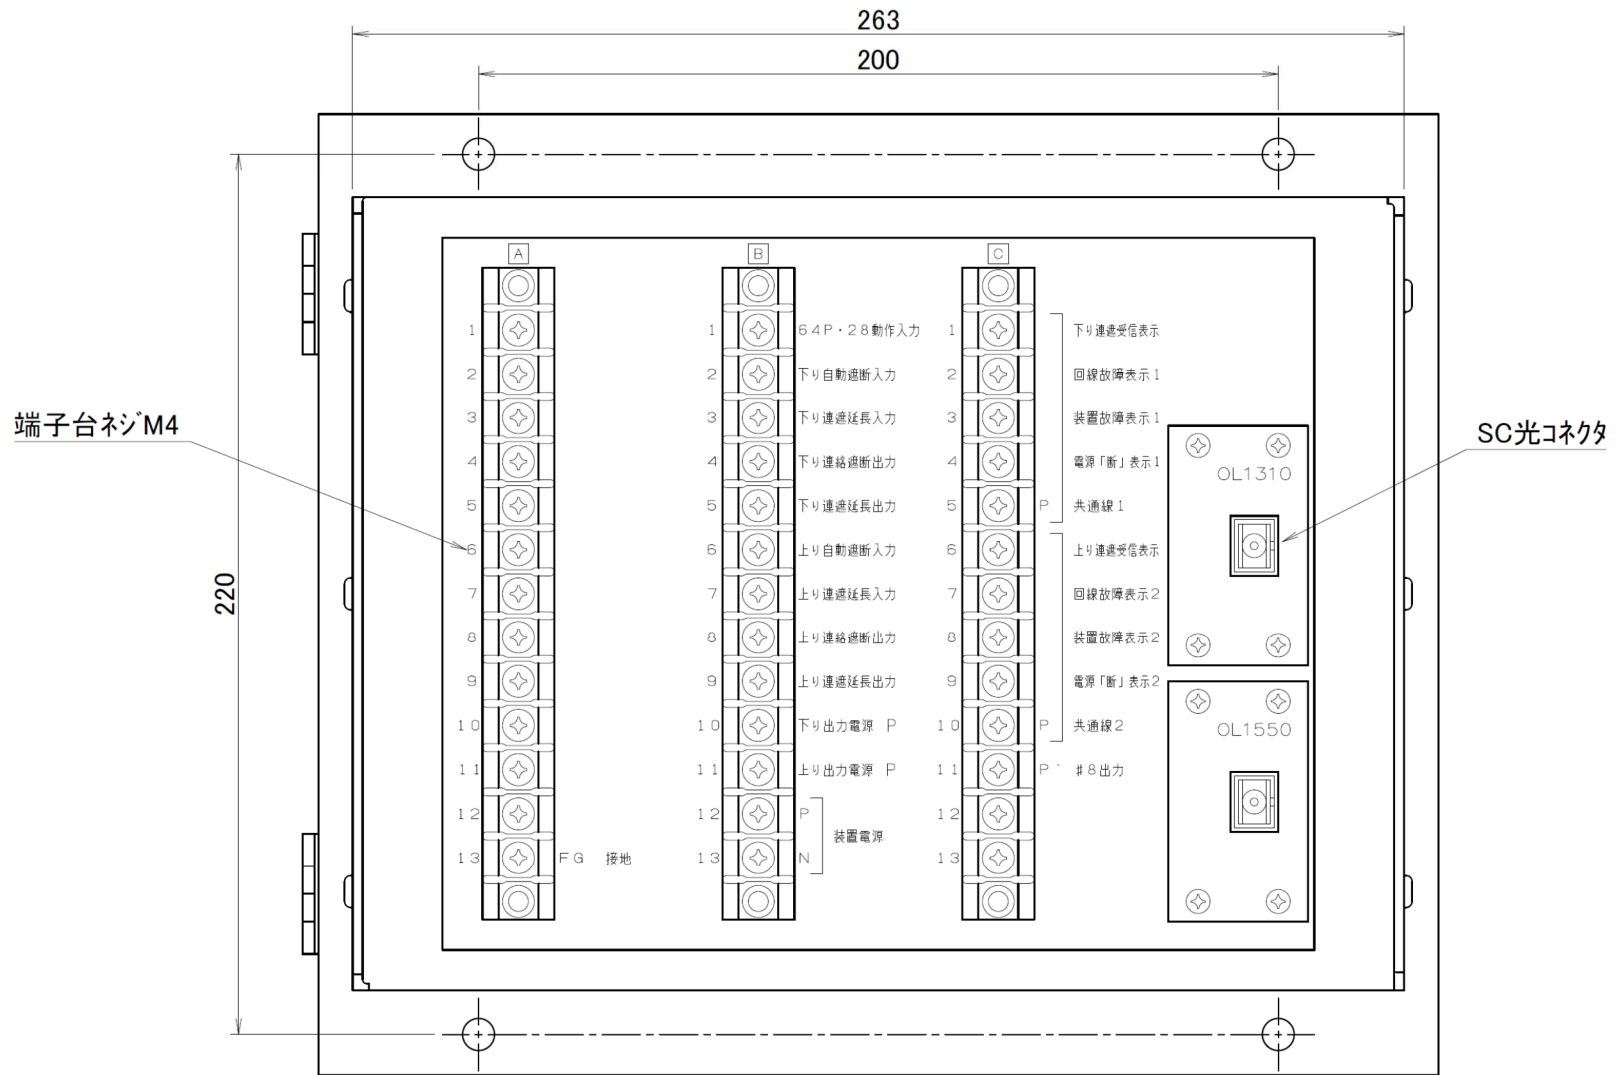 263
200
220
端子台ネジM4
SC光コネクタ
A
1
2
3
4
5
6
7
8
9
10
11
12
13 FG 接地
B
1 64P・28動作入力
2 下り自動遮断入力
3 下り連遮延長入力
4 下り連絡遮断出力
5 下り連遮延長出力
6 上り自動遮断入力
7 上り連遮延長入力
8 上り連絡遮断出力
9 上り連遮延長出力
10 下り出力電源 P
11 上り出力電源 P
12 P
装置電源
13 N
C
1 下り連遮受信表示
2 回線故障表示1
3 装置故障表示1
4 電源「断」表示1
5 P 共通線1
6 上り連遮受信表示
7 回線故障表示2
8 装置故障表示2
9 電源「断」表示2
10 P 共通線2
11 P' #8出力
12
13
OL1310
OL1550